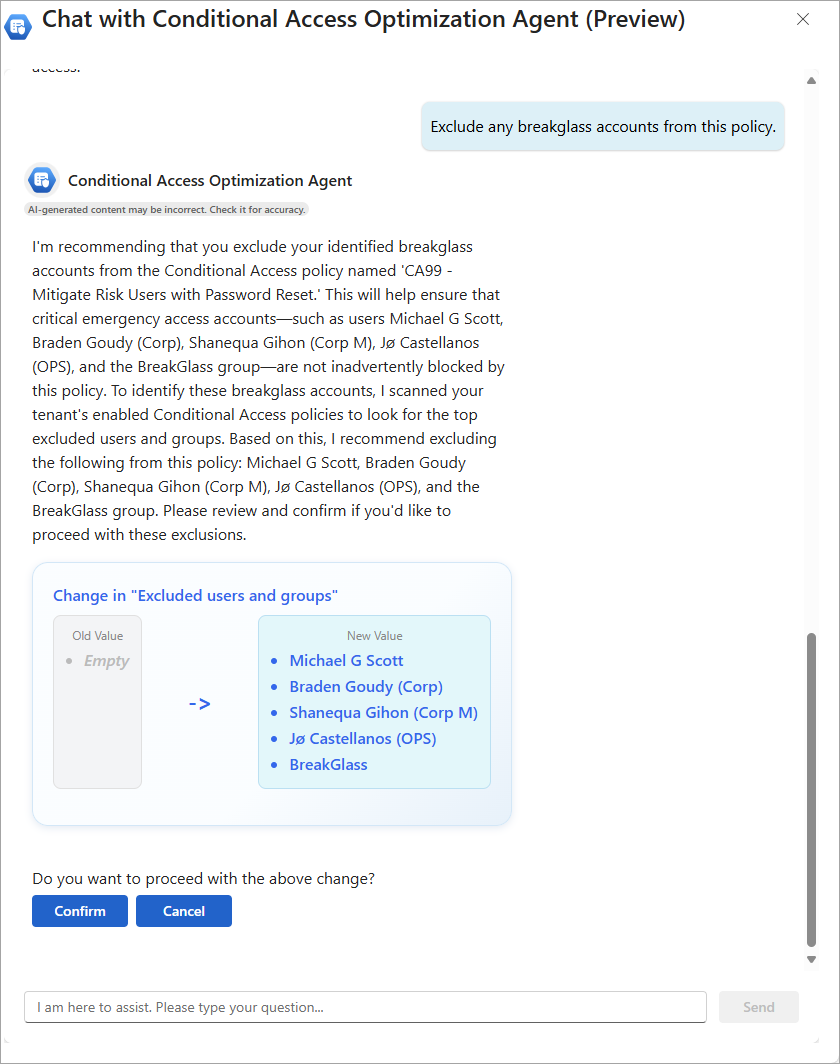 Chat with Conditional Access Optimization Agent (Preview)
access.
Exclude any breakglass accounts from this policy.
Conditional Access Optimization Agent
AI-generated content may be incorrect. Check it for accuracy.
I'm recommending that you exclude your identified breakglass
accounts from the Conditional Access policy named 'CA99 -
Mitigate Risk Users with Password Reset.' This will help ensure that
critical emergency access accounts—such as users Michael G Scott,
Braden Goudy (Corp), Shanequa Gihon (Corp M), Jø Castellanos
(OPS), and the BreakGlass group—are not inadvertently blocked by
this policy. To identify these breakglass accounts, I scanned your
tenant's enabled Conditional Access policies to look for the top
excluded users and groups. Based on this, I recommend excluding
the following from this policy: Michael G Scott, Braden Goudy
(Corp), Shanequa Gihon (Corp M), Jø Castellanos (OPS), and the
BreakGlass group. Please review and confirm if you'd like to
proceed with these exclusions.
Change in "Excluded users and groups"
Old Value
• Empty
->
New Value
• Michael G Scott
• Braden Goudy (Corp)
• Shanequa Gihon (Corp M)
• Jø Castellanos (OPS)
• BreakGlass
Do you want to proceed with the above change?
Confirm
Cancel
I am here to assist. Please type your question...
Send